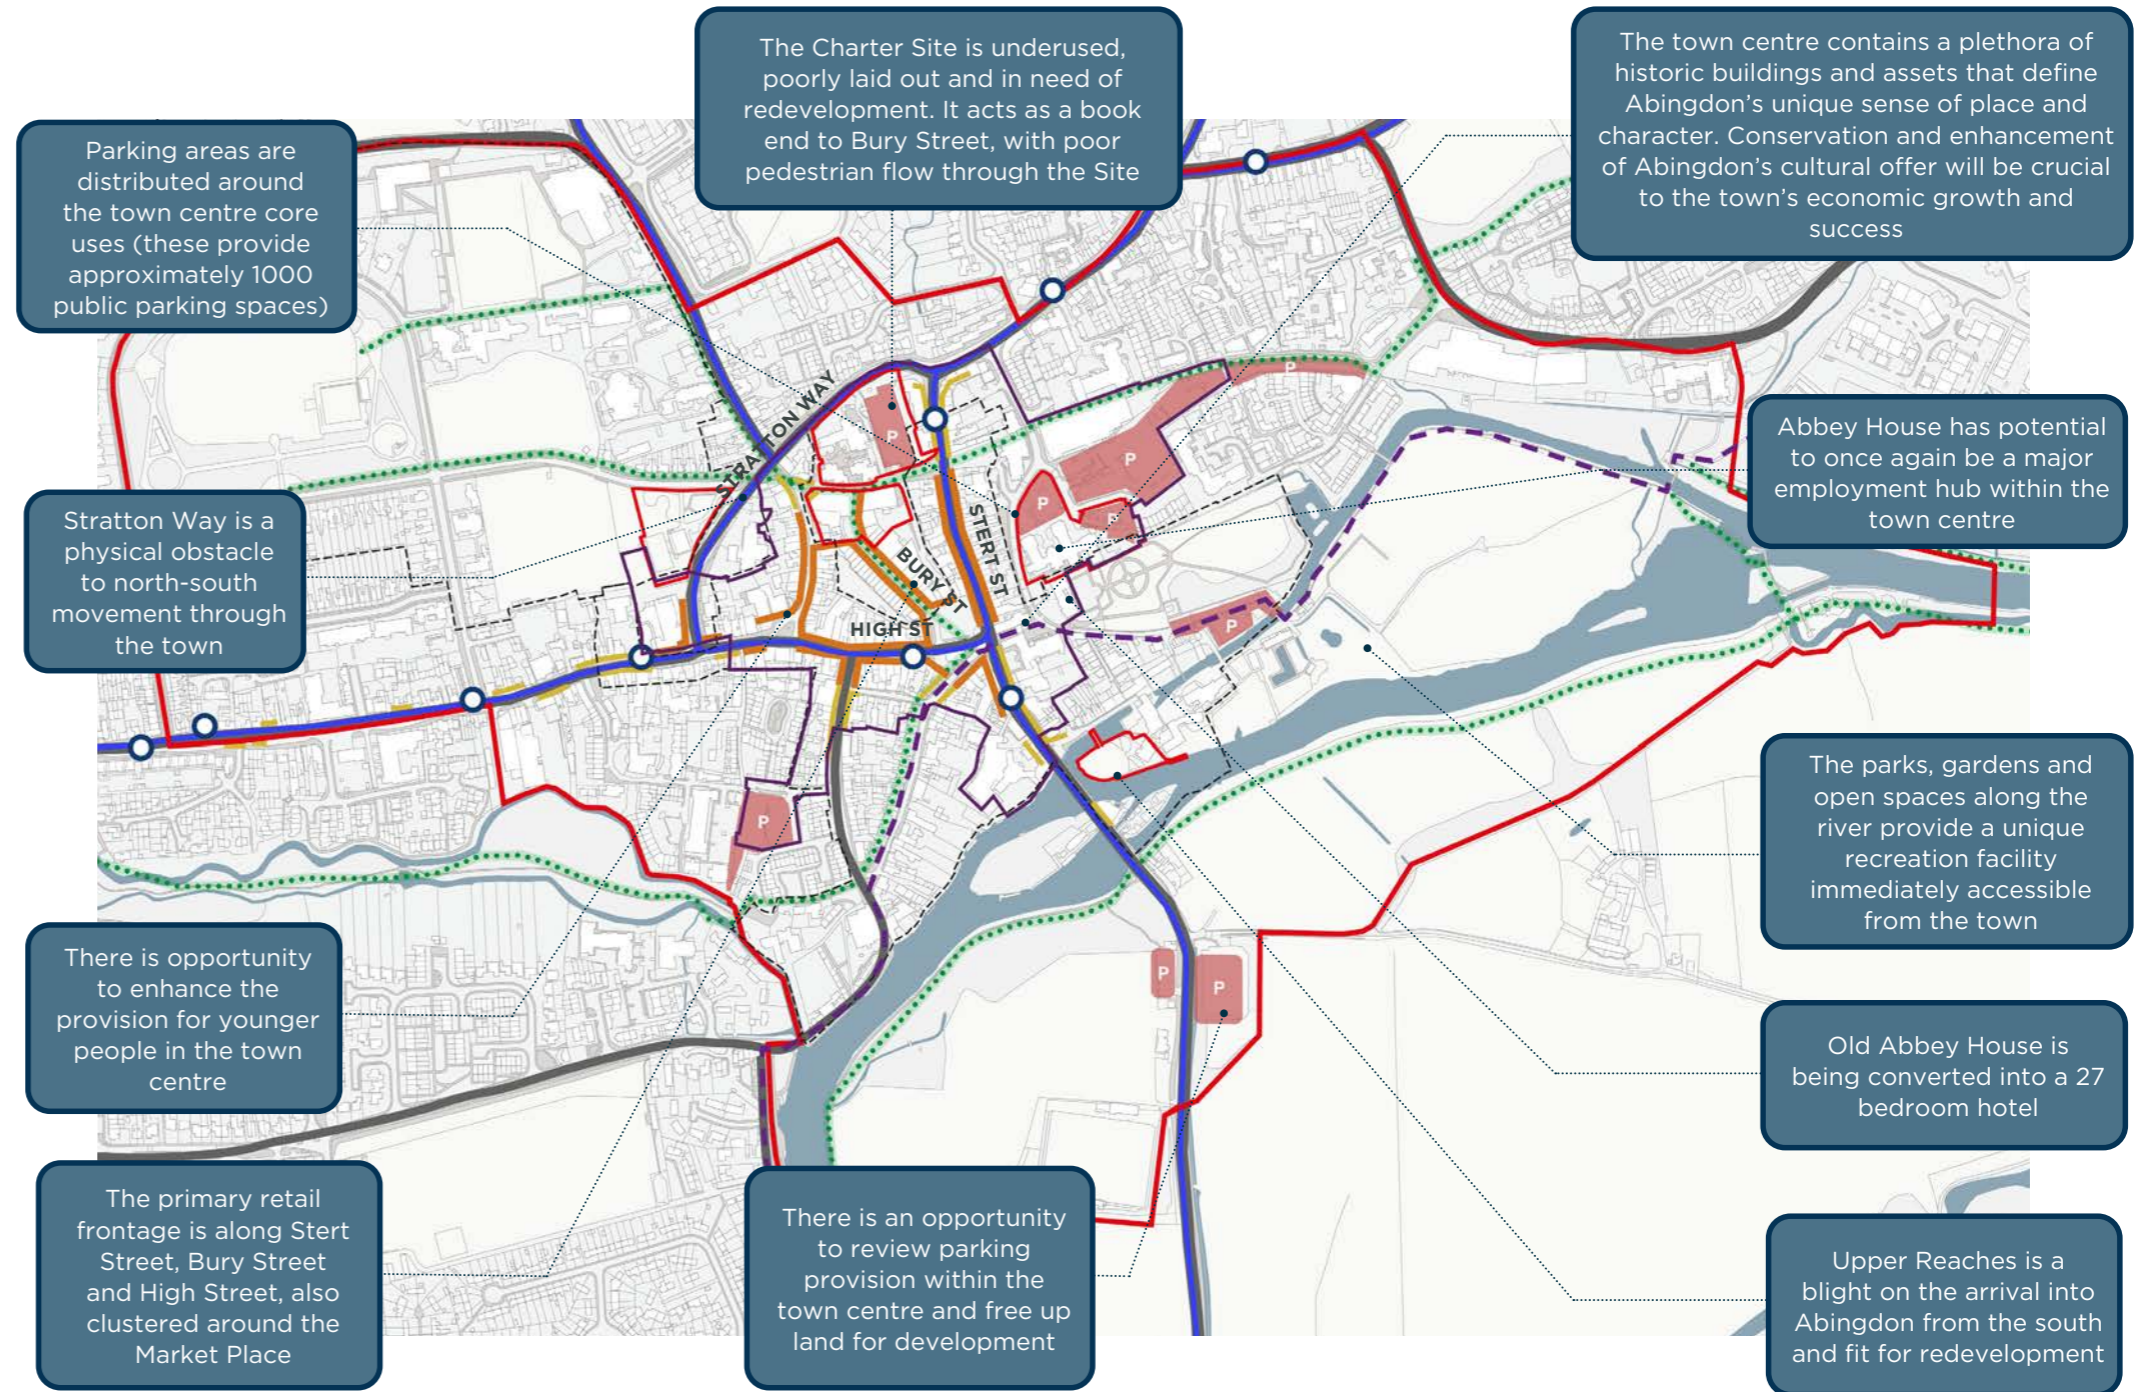 The Charter Site is underused,
poorly laid out and in need of
redevelopment. It acts as a book
end to Bury Street, with poor
pedestrian flow through the Site
The town centre contains a plethora of
historic buildings and assets that define
Abingdon's unique sense of place and
character. Conservation and enhancement
of Abingdon's cultural offer will be crucial
to the town's economic growth and
success
Parking areas are
distributed around
the town centre core
uses (these provide
approximately 1000
public parking spaces)
Abbey House has potential
to once again be a major
employment hub within the
town centre
Stratton Way is a
physical obstacle
to north-south
movement through
the town
STRATTON WAY
STERT ST
BURY ST
HIGH ST
P
P
P
P
P
P
P
P
P
The parks, gardens and
open spaces along the
river provide a unique
recreation facility
immediately accessible
from the town
There is opportunity
to enhance the
provision for younger
people in the town
centre
Old Abbey House is
being converted into a 27
bedroom hotel
The primary retail
frontage is along Stert
Street, Bury Street
and High Street, also
clustered around the
Market Place
There is an opportunity
to review parking
provision within the
town centre and free up
land for development
Upper Reaches is a
blight on the arrival into
Abingdon from the south
and fit for redevelopment